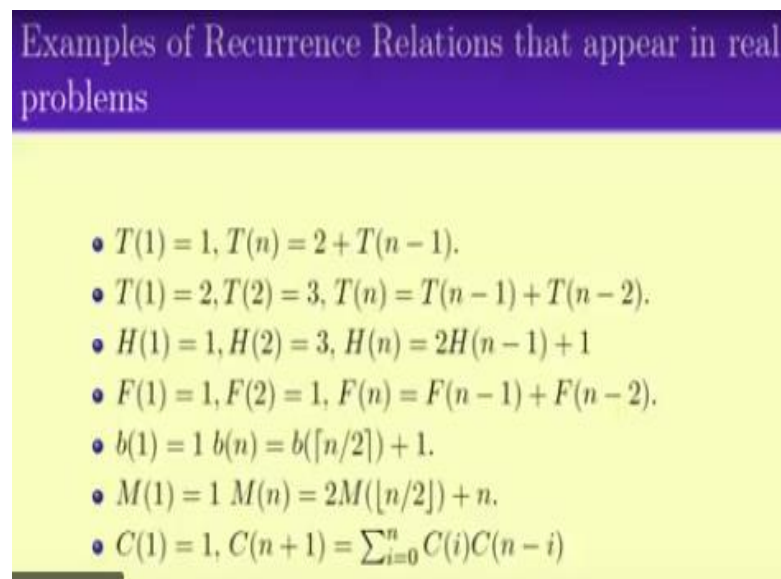 Examples of Recurrence Relations that appear in real
problems
• T(1) = 1, T(n) = 2 + T(n − 1).
• T(1) = 2, T(2) = 3, T(n) = T(n − 1) + T(n − 2).
• H(1) = 1, H(2) = 3, H(n) = 2H(n − 1) + 1
• F(1) = 1, F(2) = 1, F(n) = F(n − 1) + F(n − 2).
• b(1) = 1 b(n) = b(⌈n/2⌉) + 1.
• M(1) = 1 M(n) = 2M(⌊n/2⌋) + n.
• C(1) = 1, C(n + 1) = ∑ⁿᵢ₌₀ C(i)C(n − i)